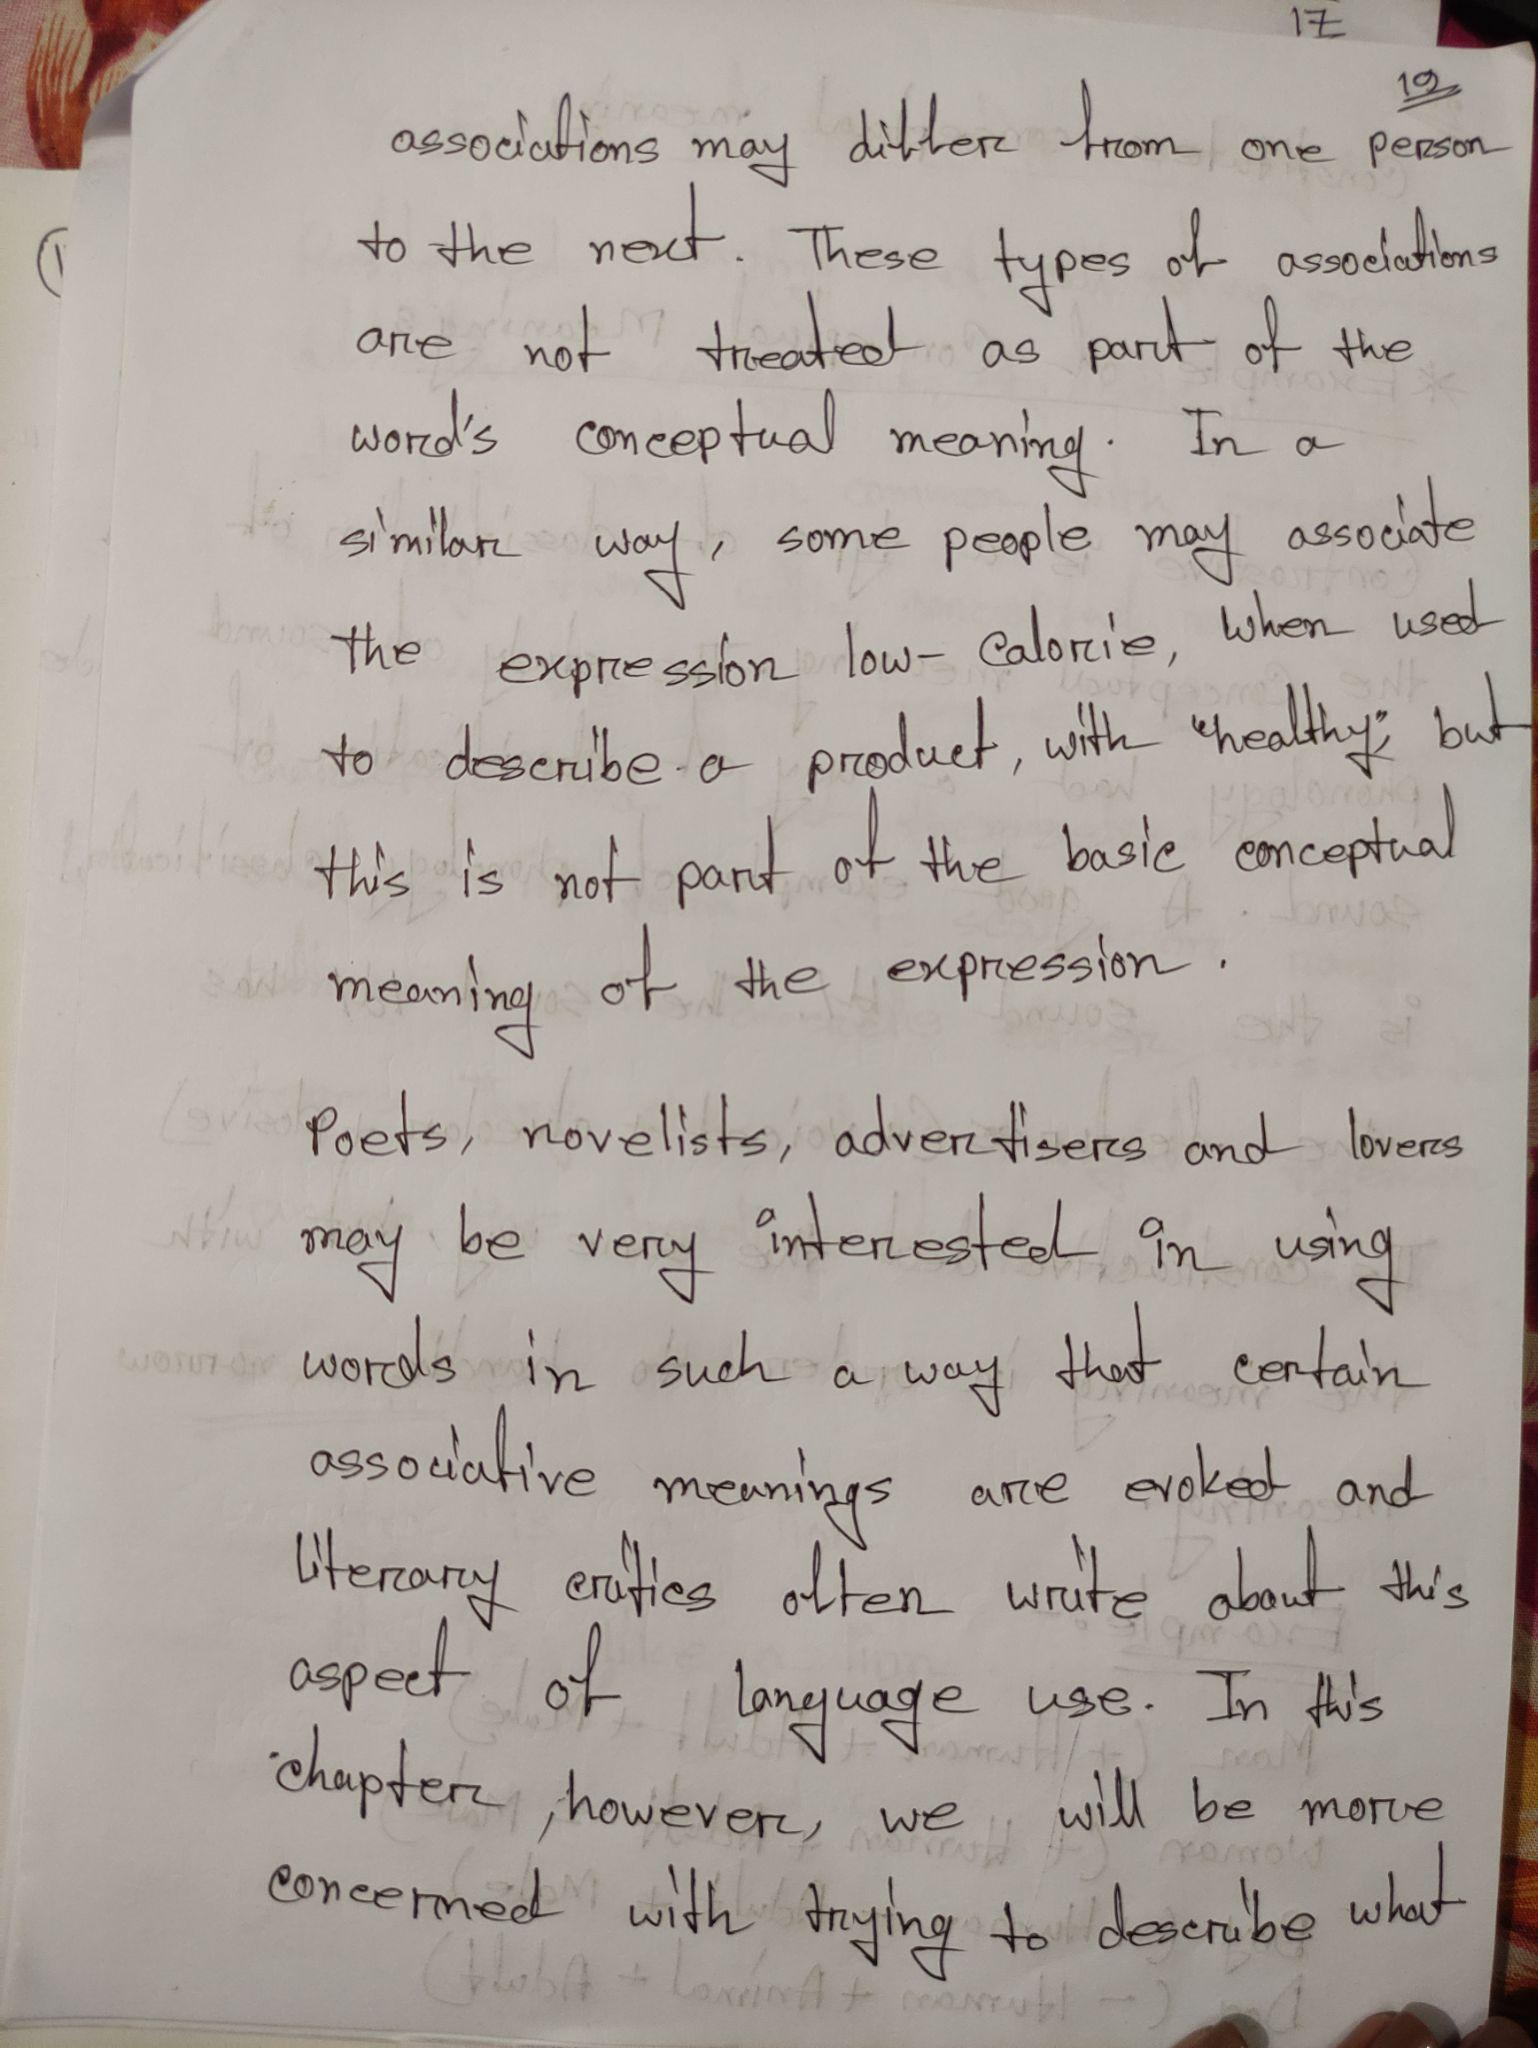 17
19
associations may differ from one person
to the next. These types of associations
are not treated as part of the
word's conceptual meaning. In a
similar way, some people may associate
the expression low-calorie, when used
to describe a product, with "healthy", but
this is not part of the basic conceptual
meaning of the expression.
Poets, novelists, advertisers and lovers
may be very interested in using
words in such a way that certain
associative meanings are evoked and
literary critics often write about this
aspect of language use. In this
chapter, however, we will be more
concerned with trying to describe what